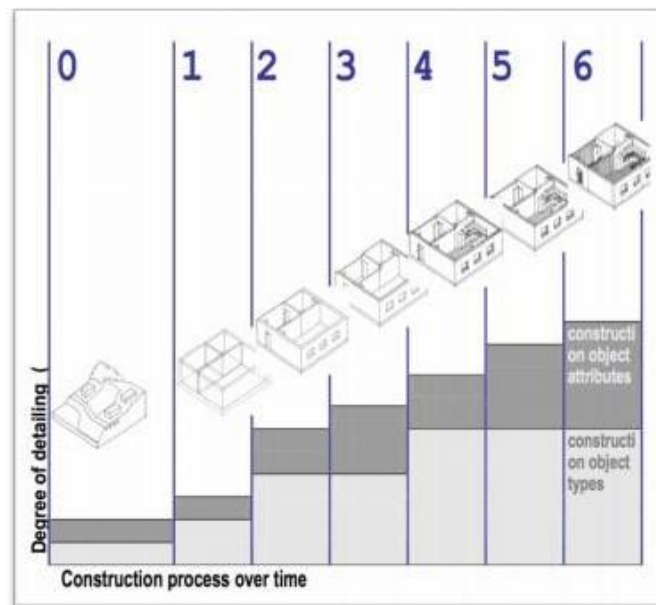 0 1 2 3 4 5 6
Degree of detailing (
constructi
on object
attributes
constructi
on object
types
Construction process over time